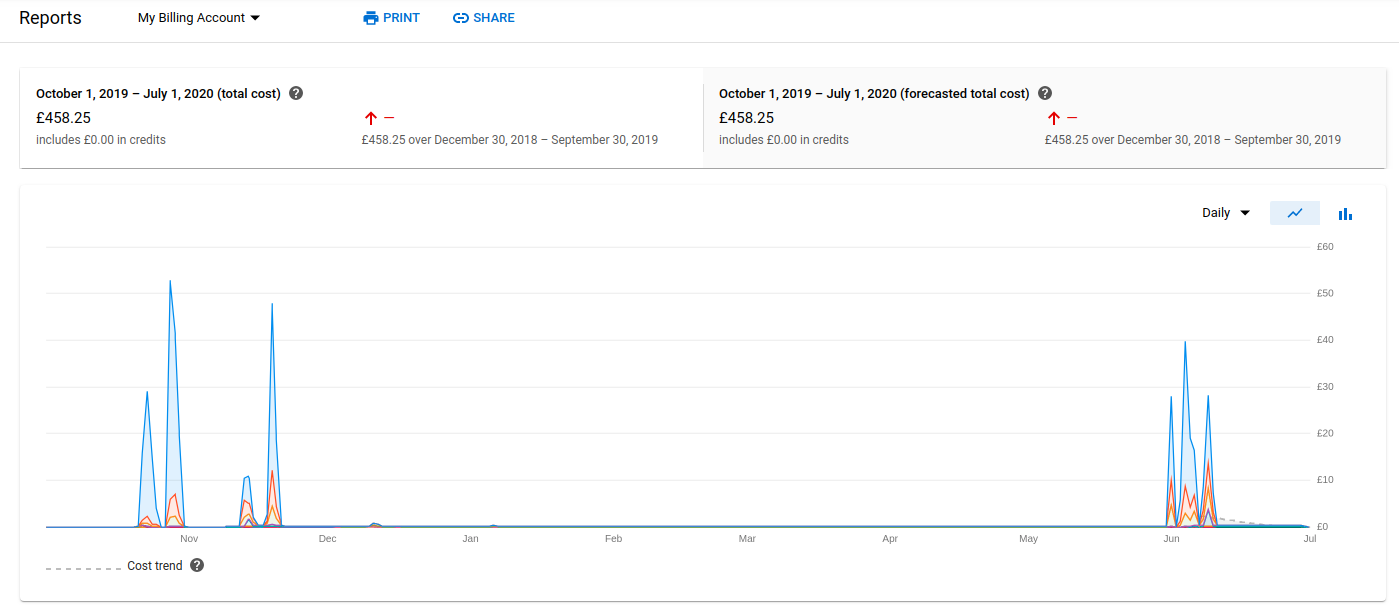 Reports My Billing Account PRINT SHARE
October 1, 2019 – July 1, 2020 (total cost)
£458.25
includes £0.00 in credits
£458.25 over December 30, 2018 – September 30, 2019
October 1, 2019 – July 1, 2020 (forecasted total cost)
£458.25
includes £0.00 in credits
£458.25 over December 30, 2018 – September 30, 2019
Daily
£60
£50
£40
£30
£20
£10
£0
Nov Dec Jan Feb Mar Apr May Jun Jul
Cost trend